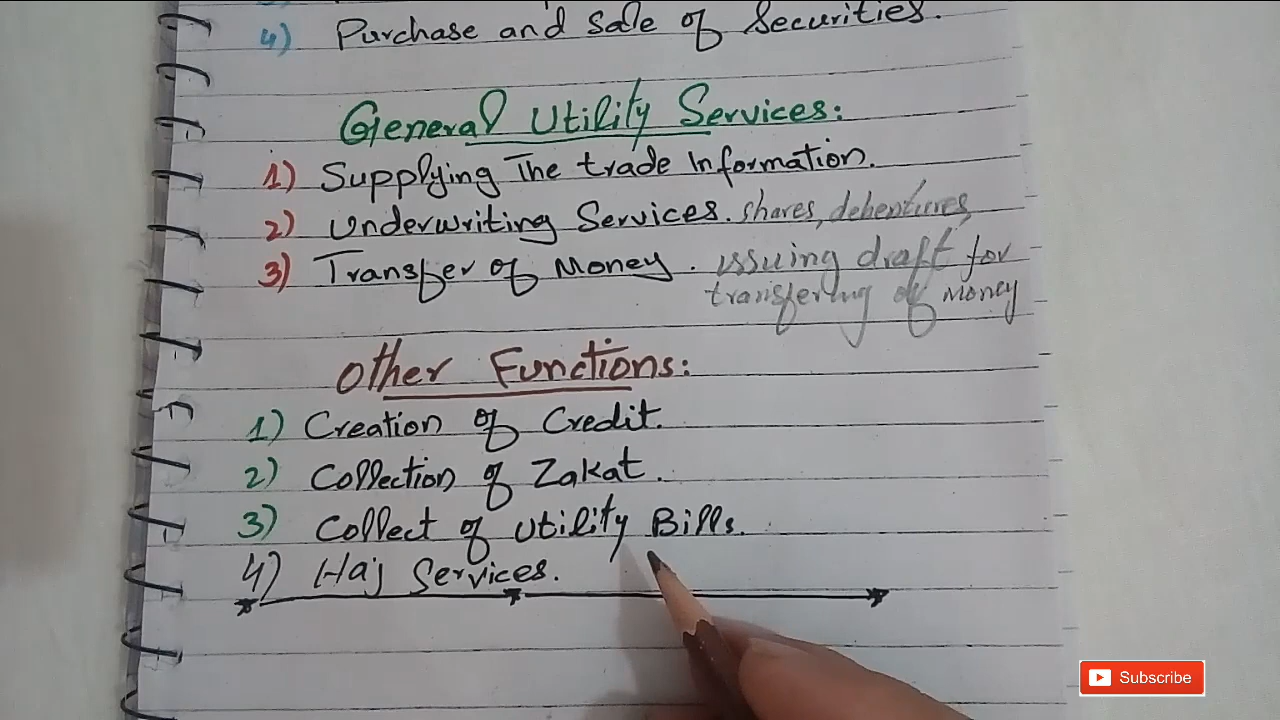 4) Purchase and Sale of Securities.
General Utility Services:
1) Supplying The trade Information.
2) Underwriting Services. shares, debentures,
3) Transfer of Money. issuing draft for
transfering of money
Other Functions:
1) Creation of Credit.
2) Collection of Zakat.
3) Collect of Utility Bills.
4) Haj Services.
Subscribe